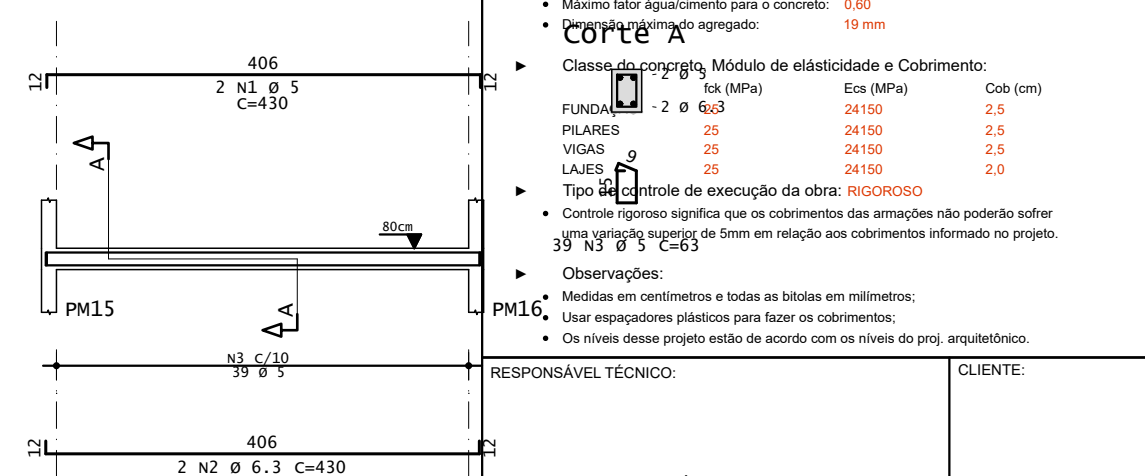 406
12
12
2 N1 Ø 5
C=430
A
80cm
PM15
PM16
A
N3 C/10
39 Ø 5
406
12
12
2 N2 Ø 6.3 C=430
Máximo fator água/cimento para o concreto: 0,60
Dimensão máxima do agregado: 19 mm
Corte A
Classe do concreto, Módulo de elásticidade e Cobrimento:
2 Ø 5
fck (MPa) Ecs (MPa) Cob (cm)
2 Ø 6.3
25 24150 2,5
PILARES 25 24150 2,5
VIGAS 25 24150 2,5
9
LAJES 25 24150 2,0
Tipo de controle de execução da obra: RIGOROSO
Controle rigoroso significa que os cobrimentos das armações não poderão sofrer
uma variação superior de 5mm em relação aos cobrimentos informado no projeto.
39 N3 Ø 5 C=63
Observações:
Medidas em centímetros e todas as bitolas em milímetros;
Usar espaçadores plásticos para fazer os cobrimentos;
Os níveis desse projeto estão de acordo com os níveis do proj. arquitetônico.
RESPONSÁVEL TÉCNICO:
CLIENTE: